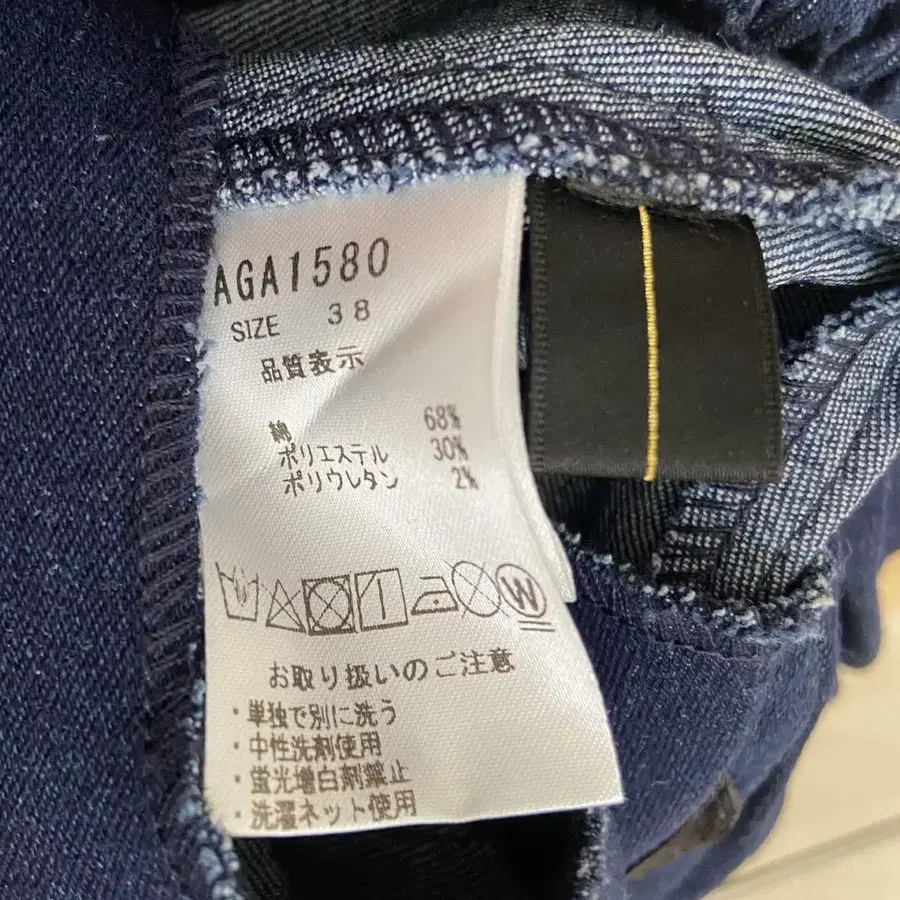 AGA1580
SIZE 38
品質表示
綿 68%
ポリエステル 30%
ポリウレタン 2%
W
お取り扱いのご注意
・単独で別に洗う
・中性洗剤使用
・蛍光増白剤禁止
・洗濯ネット使用